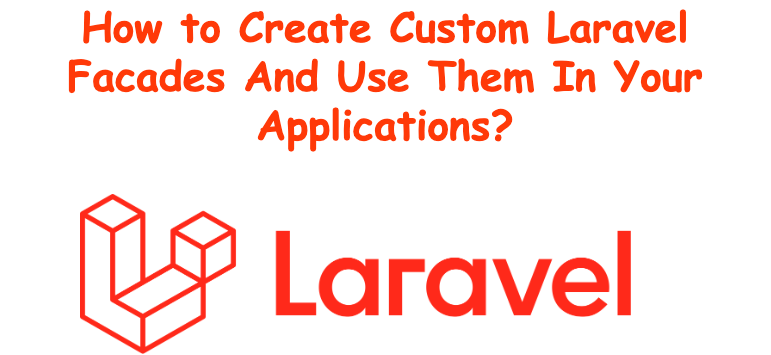 How to Create Custom Laravel
Facades And Use Them In Your
Applications?
Laravel